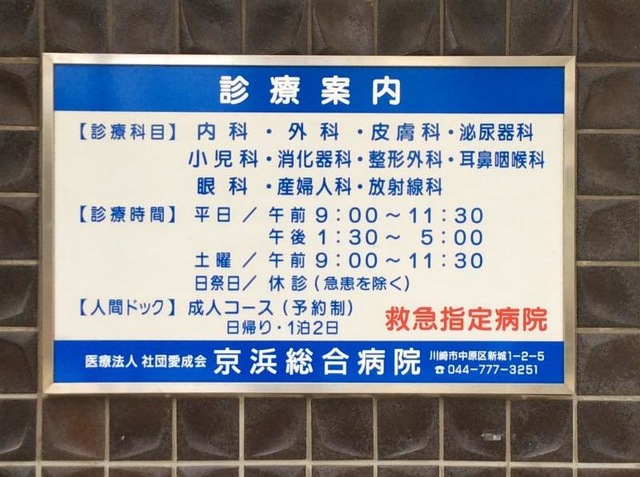 診療案内
【診療科目】 内科・外科・皮膚科・泌尿器科
小児科・消化器科・整形外科・耳鼻咽喉科
眼科・産婦人科・放射線科
【診療時間】 平日/午前9:00~11:30
午後1:30~5:00
土曜/午前9:00~11:30
日祭日/休診(急患を除く)
【人間ドック】 成人コース(予約制)
日帰り・1泊2日
救急指定病院
医療法人 社団愛成会 京浜総合病院
川崎市中原区新城1-2-5
☎044-777-3251